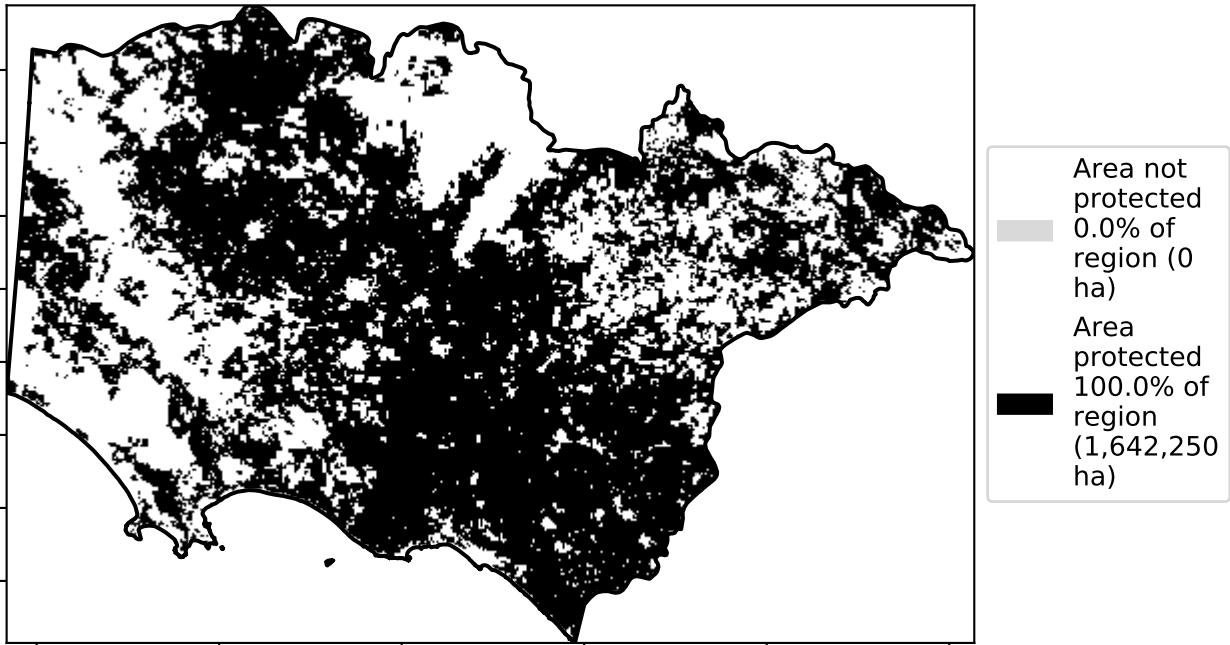 Area not
protected
0.0% of
region (0
ha)
Area
protected
100.0% of
region
(1,642,250
ha)